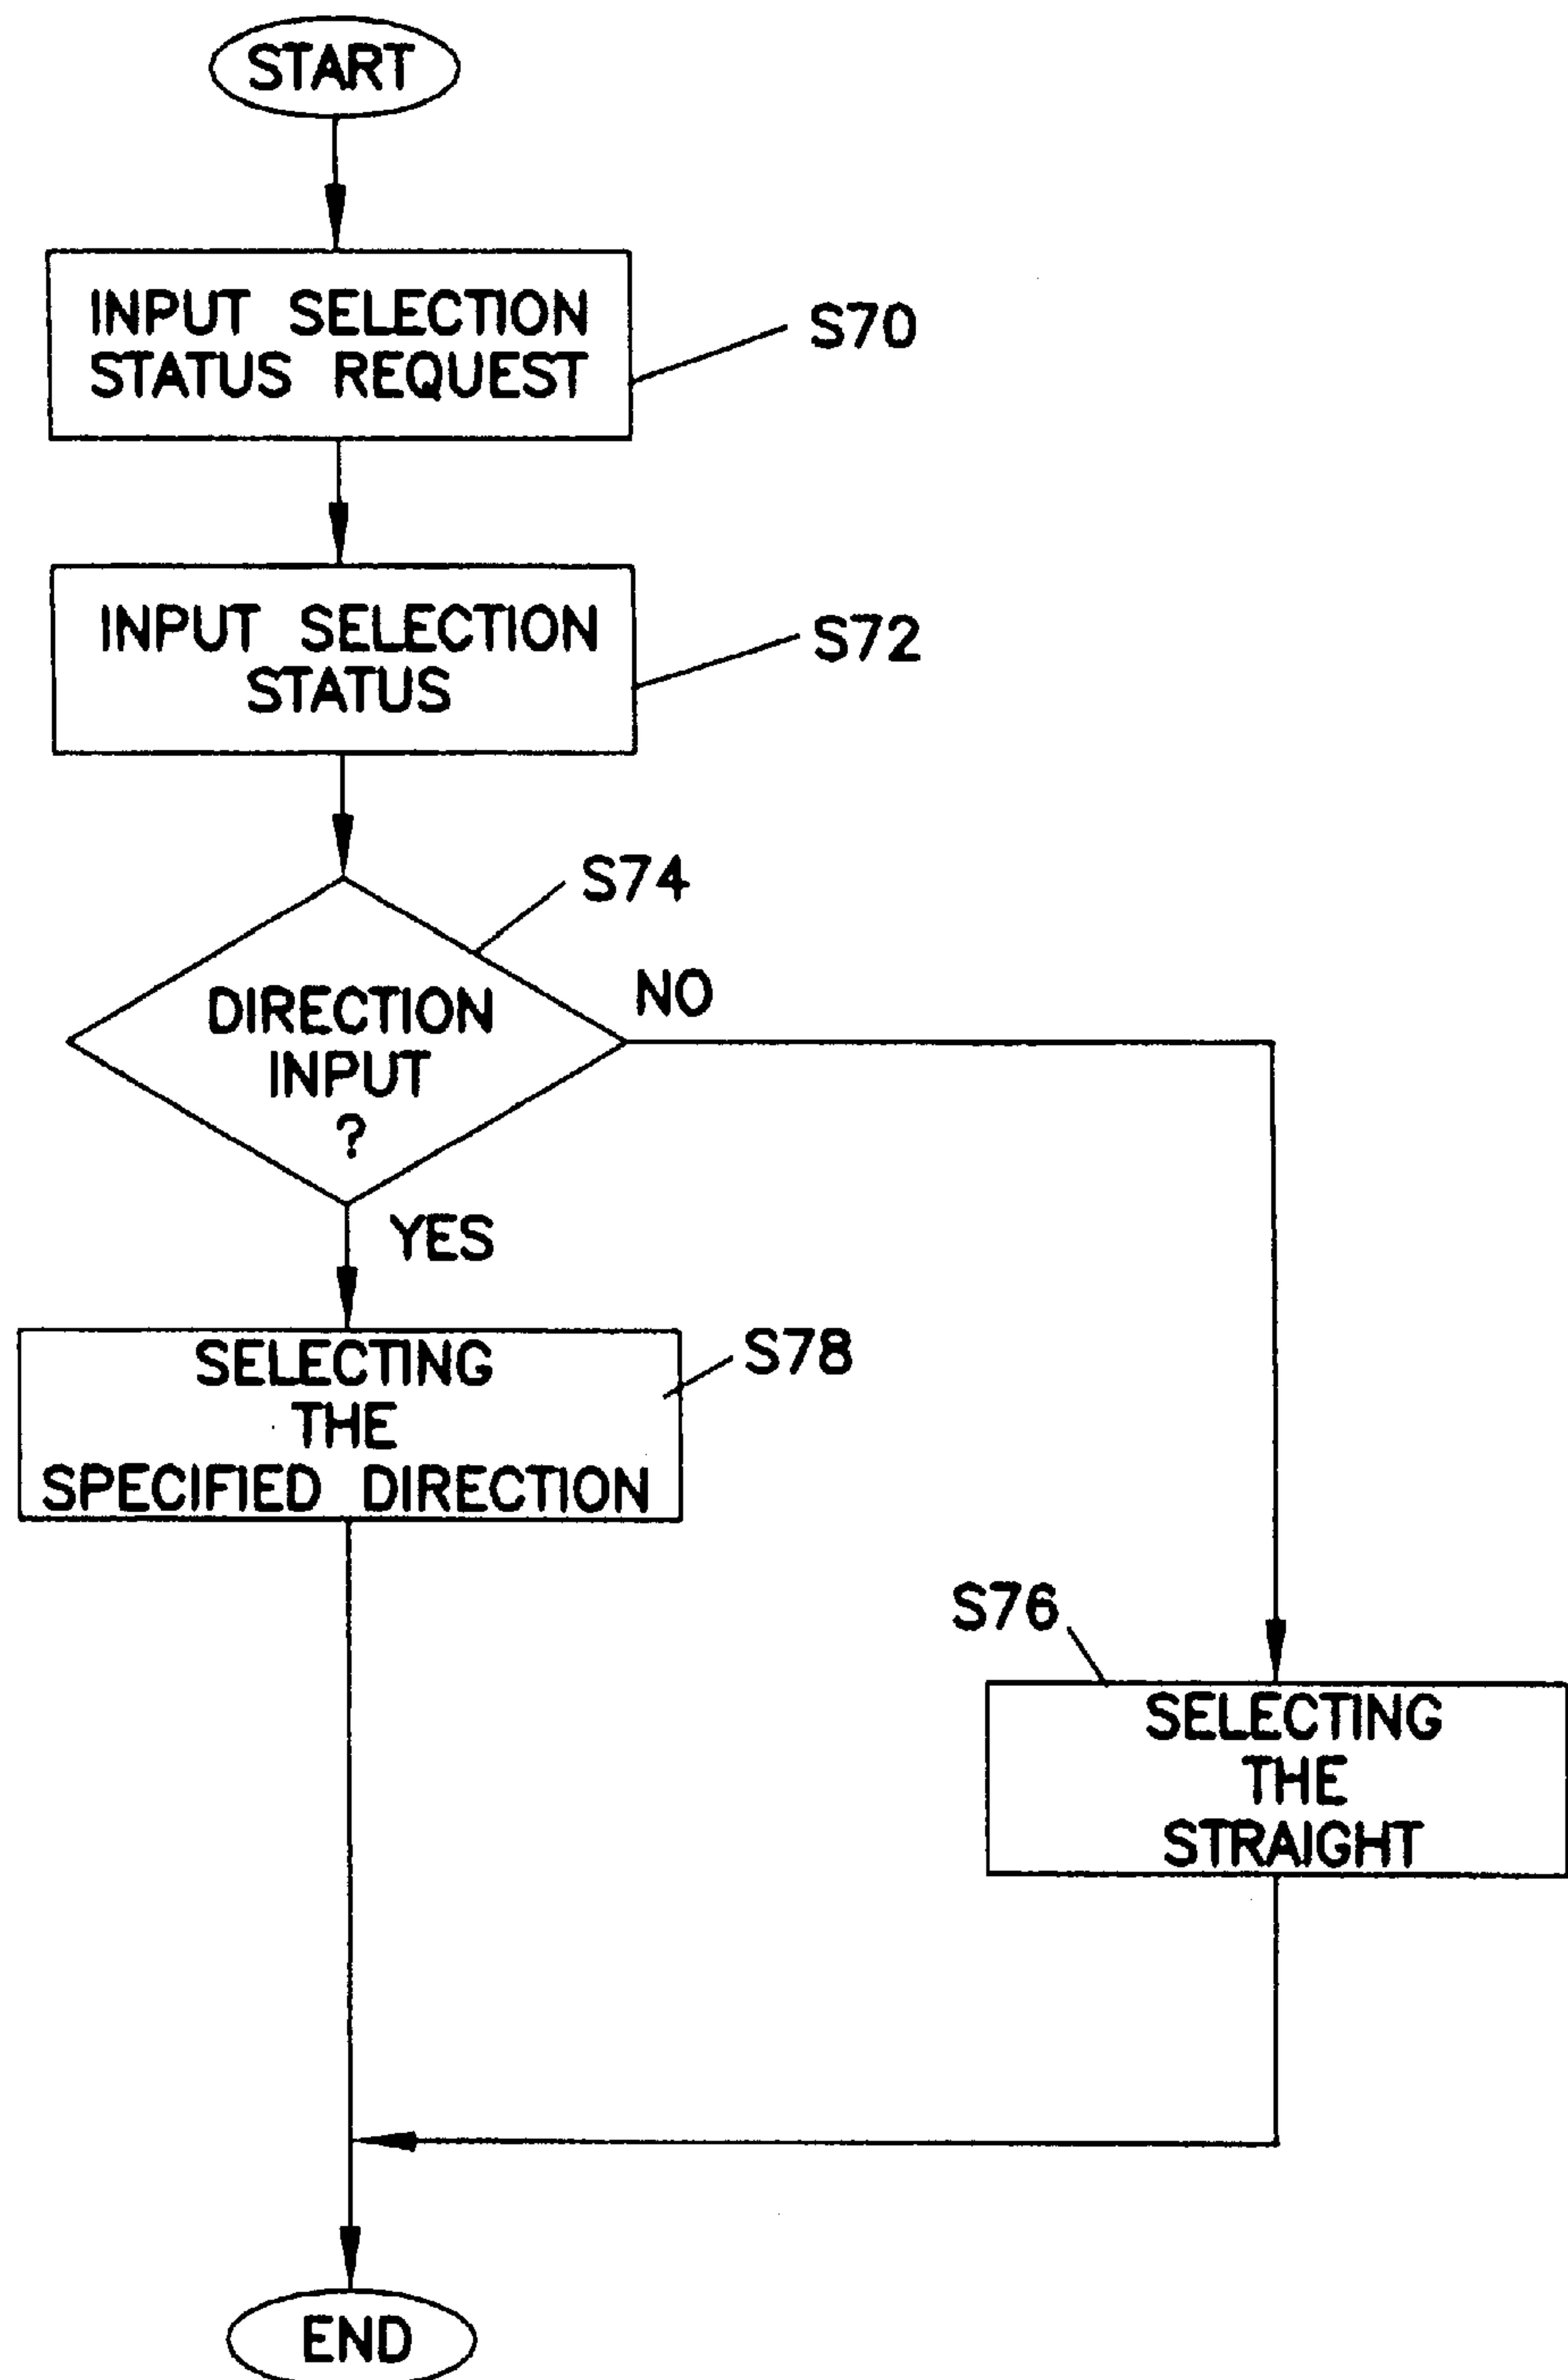 START
INPUT SELECTION
STATUS REQUEST
S70
INPUT SELECTION
STATUS
S72
S74
DIRECTION
INPUT
?
NO
YES
SELECTING
THE
SPECIFIED DIRECTION
S78
S76
SELECTING
THE
STRAIGHT
END